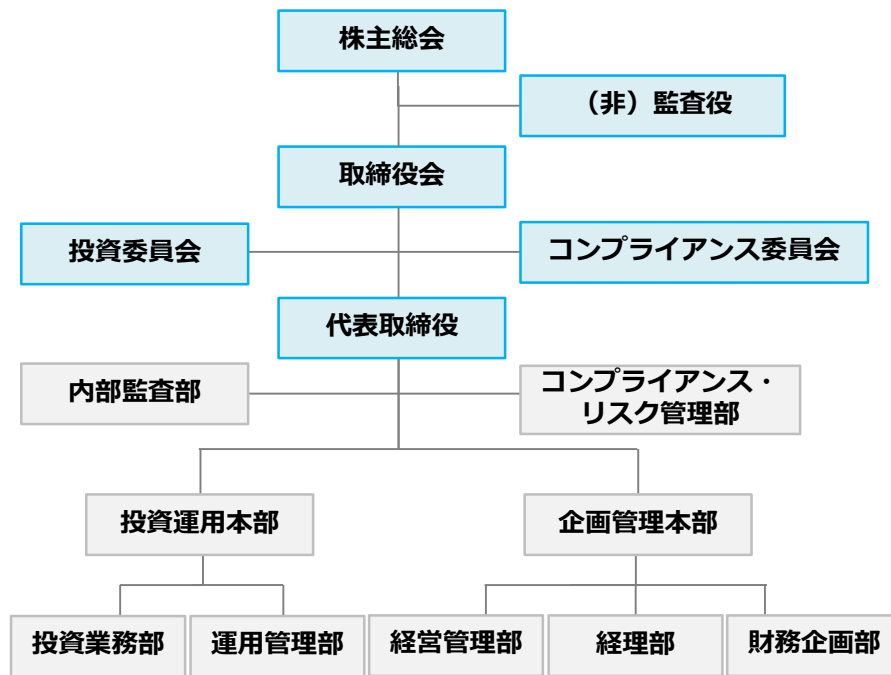 株主総会
（非）監査役
取締役会
投資委員会
コンプライアンス委員会
代表取締役
内部監査部
コンプライアンス・
リスク管理部
投資運用本部
企画管理本部
投資業務部
運用管理部
経営管理部
経理部
財務企画部